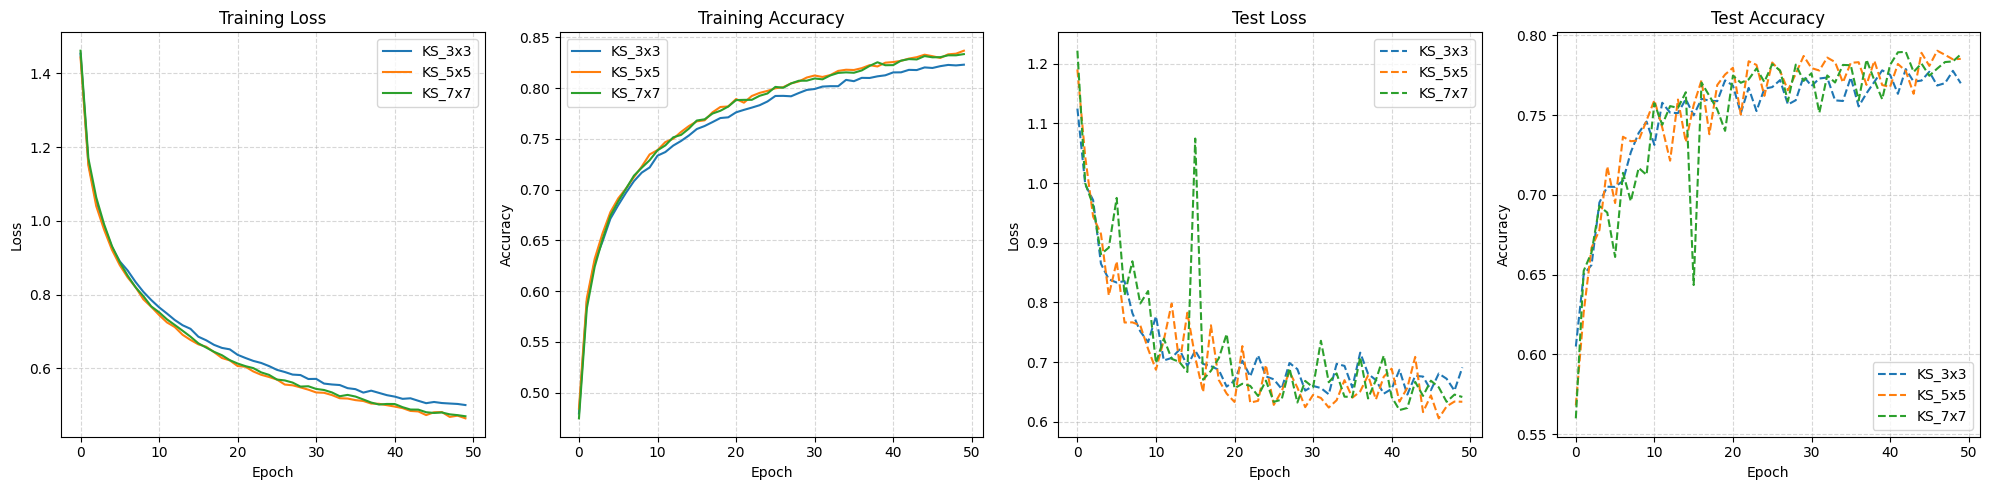 Training Loss
Loss
1.4
1.2
1.0
0.8
0.6
KS_3x3
KS_5x5
KS_7x7
0 10 20 30 40 50
Epoch
Training Accuracy
Accuracy
0.85
0.80
0.75
0.70
0.65
0.60
0.55
0.50
KS_3x3
KS_5x5
KS_7x7
0 10 20 30 40 50
Epoch
Test Loss
Loss
1.2
1.1
1.0
0.9
0.8
0.7
0.6
KS_3x3
KS_5x5
KS_7x7
0 10 20 30 40 50
Epoch
Test Accuracy
Accuracy
0.80
0.75
0.70
0.65
0.60
0.55
KS_3x3
KS_5x5
KS_7x7
0 10 20 30 40 50
Epoch